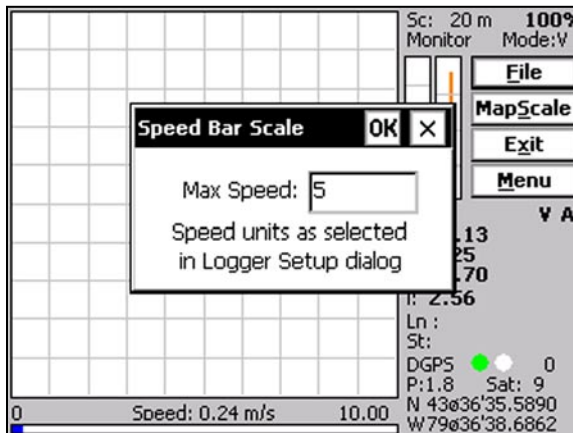 Sc: 20 m 100%
Monitor Mode:V
File
MapScale
Exit
Menu
Speed Bar Scale OK ×
Max Speed: 5
Speed units as selected
in Logger Setup dialog
V A
.13
25
.70
2.56
Ln :
St:
DGPS 0
P:1.8 Sat: 9
N 43ø36'35.5890
W79ø36'38.6862
0 Speed: 0.24 m/s 10.00